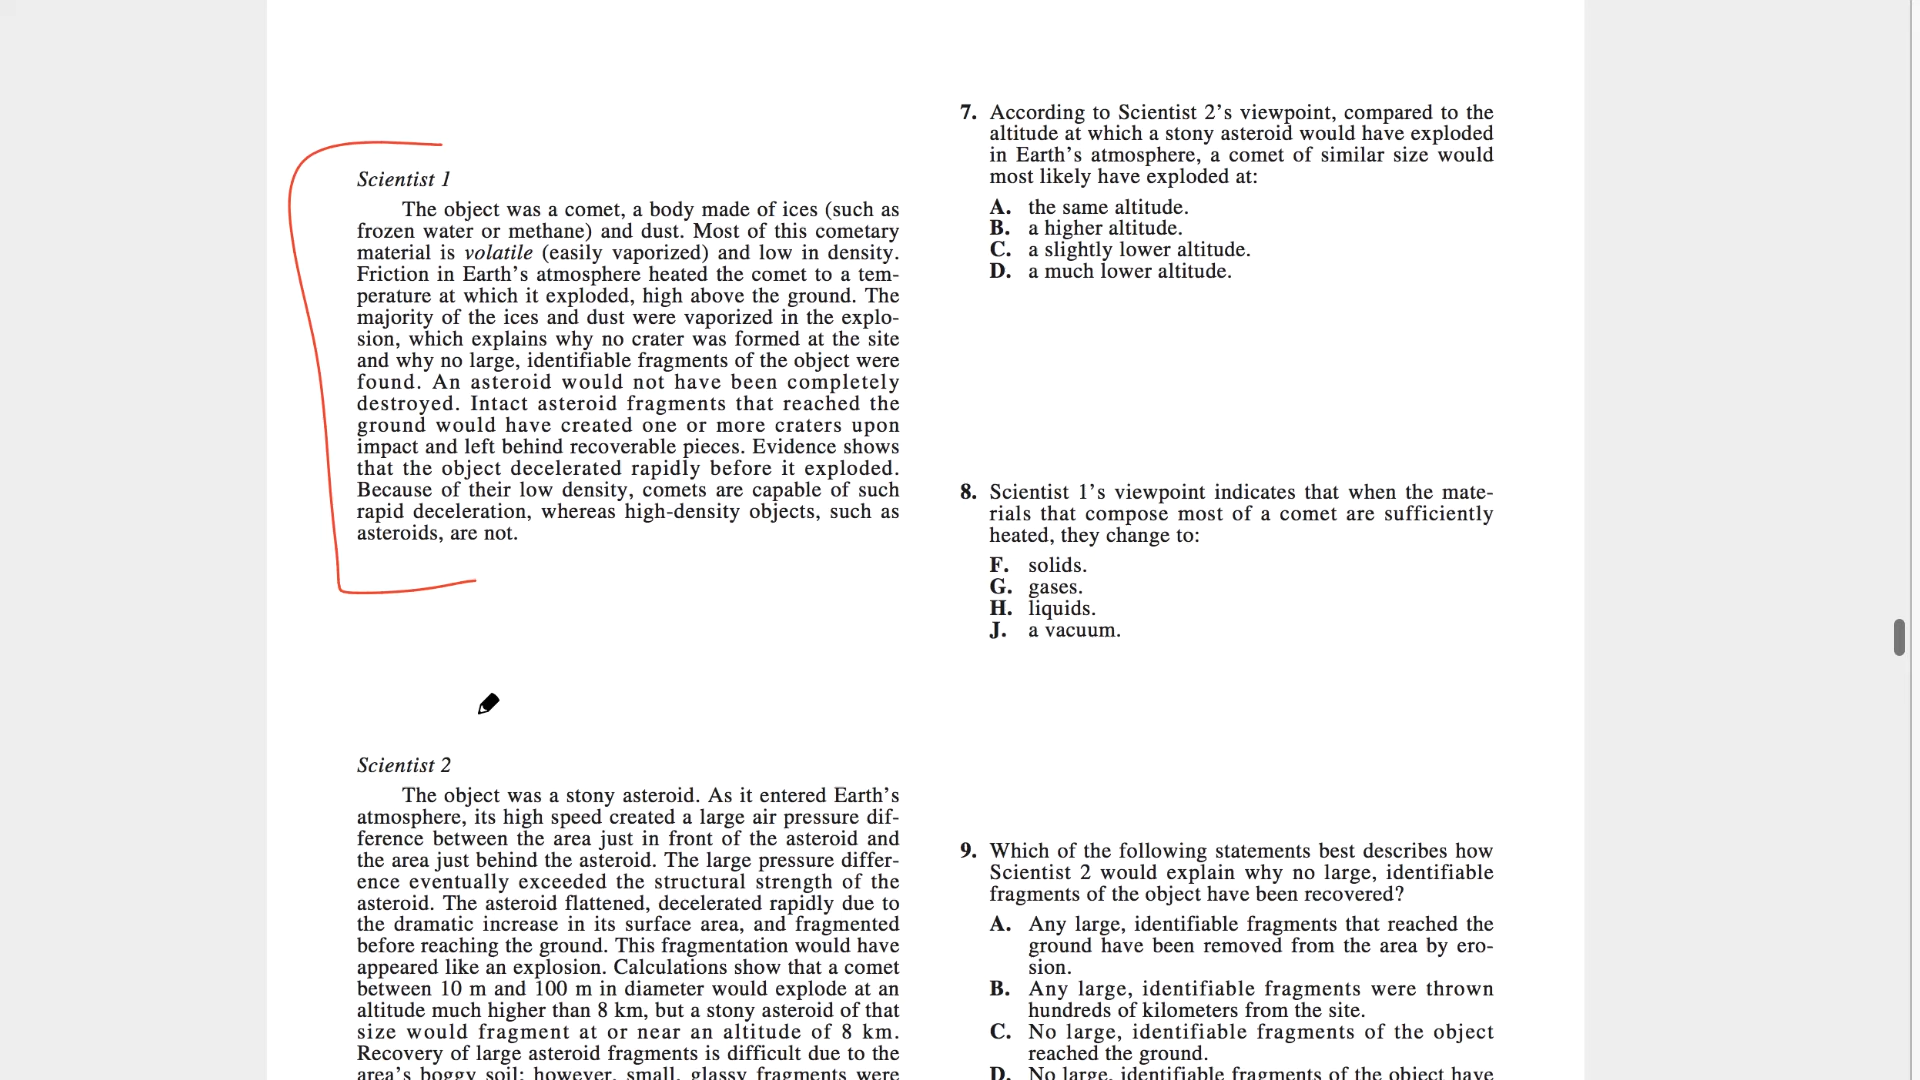 Scientist 1
The object was a comet, a body made of ices (such as
frozen water or methane) and dust. Most of this cometary
material is volatile (easily vaporized) and low in density.
Friction in Earth's atmosphere heated the comet to a tem-
perature at which it exploded, high above the ground. The
majority of the ices and dust were vaporized in the explo-
sion, which explains why no crater was formed at the site
and why no large, identifiable fragments of the object were
found. An asteroid would not have been completely
destroyed. Intact asteroid fragments that reached the
ground would have created one or more craters upon
impact and left behind recoverable pieces. Evidence shows
that the object decelerated rapidly before it exploded.
Because of their low density, comets are capable of such
rapid deceleration, whereas high-density objects, such as
asteroids, are not.
Scientist 2
The object was a stony asteroid. As it entered Earth's
atmosphere, its high speed created a large air pressure dif-
ference between the area just in front of the asteroid and
the area just behind the asteroid. The large pressure differ-
ence eventually exceeded the structural strength of the
asteroid. The asteroid flattened, decelerated rapidly due to
the dramatic increase in its surface area, and fragmented
before reaching the ground. This fragmentation would have
appeared like an explosion. Calculations show that a comet
between 10 m and 100 m in diameter would explode at an
altitude much higher than 8 km, but a stony asteroid of that
size would fragment at or near an altitude of 8 km.
Recovery of large asteroid fragments is difficult due to the
area's boggy soil; however, small, glassy fragments were
7. According to Scientist 2's viewpoint, compared to the
altitude at which a stony asteroid would have exploded
in Earth's atmosphere, a comet of similar size would
most likely have exploded at:
A. the same altitude.
B. a higher altitude.
C. a slightly lower altitude.
D. a much lower altitude.
8. Scientist 1's viewpoint indicates that when the mate-
rials that compose most of a comet are sufficiently
heated, they change to:
F. solids.
G. gases.
H. liquids.
J. a vacuum.
9. Which of the following statements best describes how
Scientist 2 would explain why no large, identifiable
fragments of the object have been recovered?
A. Any large, identifiable fragments that reached the
ground have been removed from the area by ero-
sion.
B. Any large, identifiable fragments were thrown
hundreds of kilometers from the site.
C. No large, identifiable fragments of the object
reached the ground.
D. No large, identifiable fragments of the object have